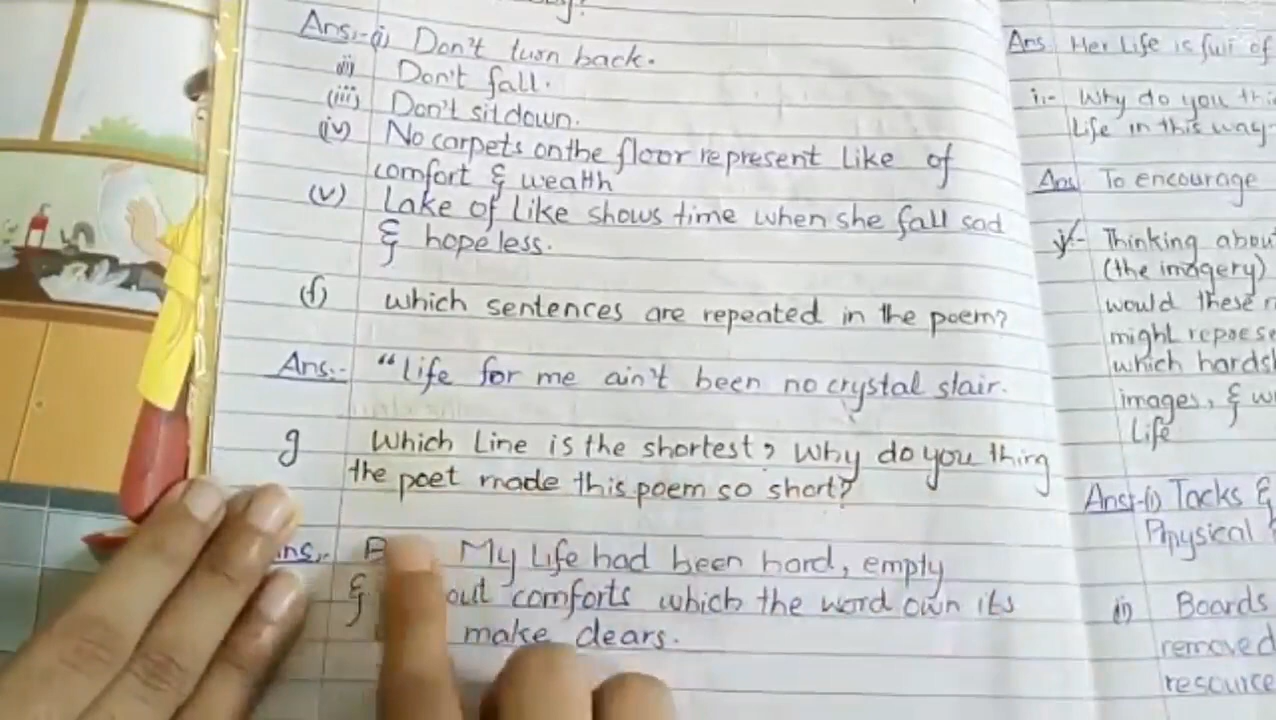 Ans:-(i) Don't turn back.
(ii) Don't fall.
(iii) Don't sit down.
(iv) No carpets on the floor represent like of
comfort & wealth
(v) Lake of like shows time when she fall sad
& hopeless.
(f) which sentences are repeated in the poem?
Ans:- "Life for me ain't been no crystal stair.
g Which Line is the shortest? Why do you thing
the poet made this poem so short?
Ans:- My Life had been hard, empty
& out comforts which the word own its
make clears.
Ans Her Life is full of
i:- Why do you thi
Life in this way
Ans To encourage
j:- Thinking about
(the imagery)
would these r
might repose
which hardsh
images, & w
Life
Ans:-(i) Tacks &
Physical
(ii) Boards
removed
resource